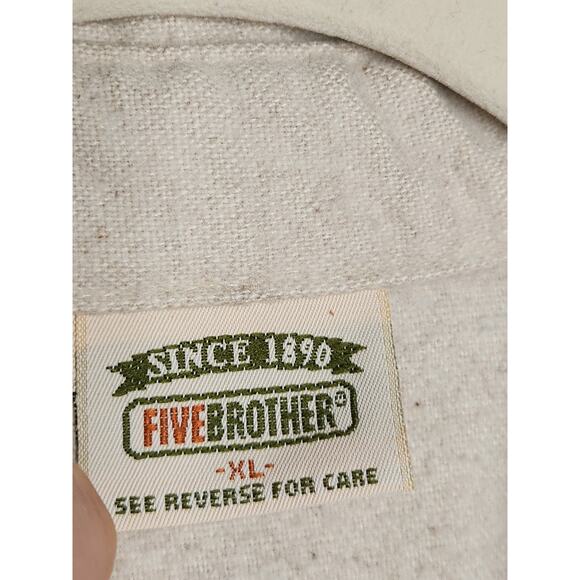 SINCE 1890
FIVEBROTHER®
-XL-
SEE REVERSE FOR CARE